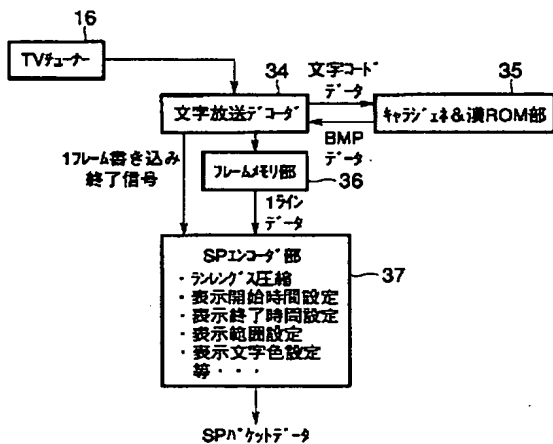 16
TVチューナー
34
文字コード
データ
35
文字放送デコーダ
キャラジェネ&漢ROM部
BMP
データ
1フレーム書き込み
終了信号
フレームメモリ部
36
1ライン
データ
SPエンコーダ部
・ランレングス圧縮
・表示開始時間設定
・表示終了時間設定
・表示範囲設定
・表示文字色設定
等・・・
37
SPパケットデータ